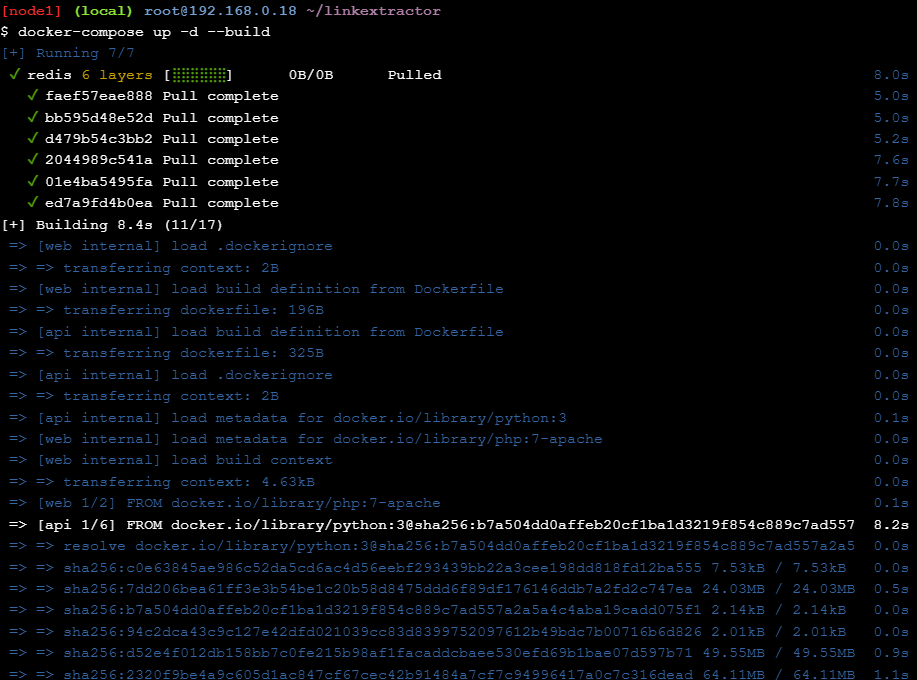 [node1] (local) root@192.168.0.18 ~/linkextractor
$ docker-compose up -d --build
[+] Running 7/7
✓ redis 6 layers [⣿⣿⣿⣿⣿⣿] 0B/0B Pulled 8.0s
✓ faef57eae888 Pull complete 5.0s
✓ bb595d48e52d Pull complete 5.0s
✓ d479b54c3bb2 Pull complete 5.2s
✓ 2044989c541a Pull complete 7.6s
✓ 01e4ba5495fa Pull complete 7.7s
✓ ed7a9fd4b0ea Pull complete 7.8s
[+] Building 8.4s (11/17)
=> [web internal] load .dockerignore 0.0s
=> => transferring context: 2B 0.0s
=> [web internal] load build definition from Dockerfile 0.0s
=> => transferring dockerfile: 196B 0.0s
=> [api internal] load build definition from Dockerfile 0.0s
=> => transferring dockerfile: 325B 0.0s
=> [api internal] load .dockerignore 0.0s
=> => transferring context: 2B 0.0s
=> [api internal] load metadata for docker.io/library/python:3 0.1s
=> [web internal] load metadata for docker.io/library/php:7-apache 0.0s
=> [web internal] load build context 0.0s
=> => transferring context: 4.63kB 0.0s
=> [web 1/2] FROM docker.io/library/php:7-apache 0.1s
=> [api 1/6] FROM docker.io/library/python:3@sha256:b7a504dd0affeb20cf1ba1d3219f854c889c7ad557 8.2s
=> => resolve docker.io/library/python:3@sha256:b7a504dd0affeb20cf1ba1d3219f854c889c7ad557a2a5 0.0s
=> => sha256:c0e63845ae986c52da5cd6ac4d56eebf293439bb22a3cee198dd818fd12ba555 7.53kB / 7.53kB 0.0s
=> => sha256:7dd206bea61ff3e3b54be1c20b58d8475ddd6f89df176146ddb7a2fd2c747ea 24.03MB / 24.03MB 0.5s
=> => sha256:b7a504dd0affeb20cf1ba1d3219f854c889c7ad557a2a5a4c4aba19cadd075f1 2.14kB / 2.14kB 0.0s
=> => sha256:94c2dca43c9c127e42dfd021039cc83d8399752097612b49bdc7b00716b6d826 2.01kB / 2.01kB 0.0s
=> => sha256:d52e4f012db158bb7c0fe215b98af1facaddcbaee530efd69b1bae07d597b71 49.55MB / 49.55MB 0.9s
=> => sha256:2320f9be4a9c605d1ac847cf67cec42b91484a7cf7c94996417a0c7c316dead 64.11MB / 64.11MB 1.1s